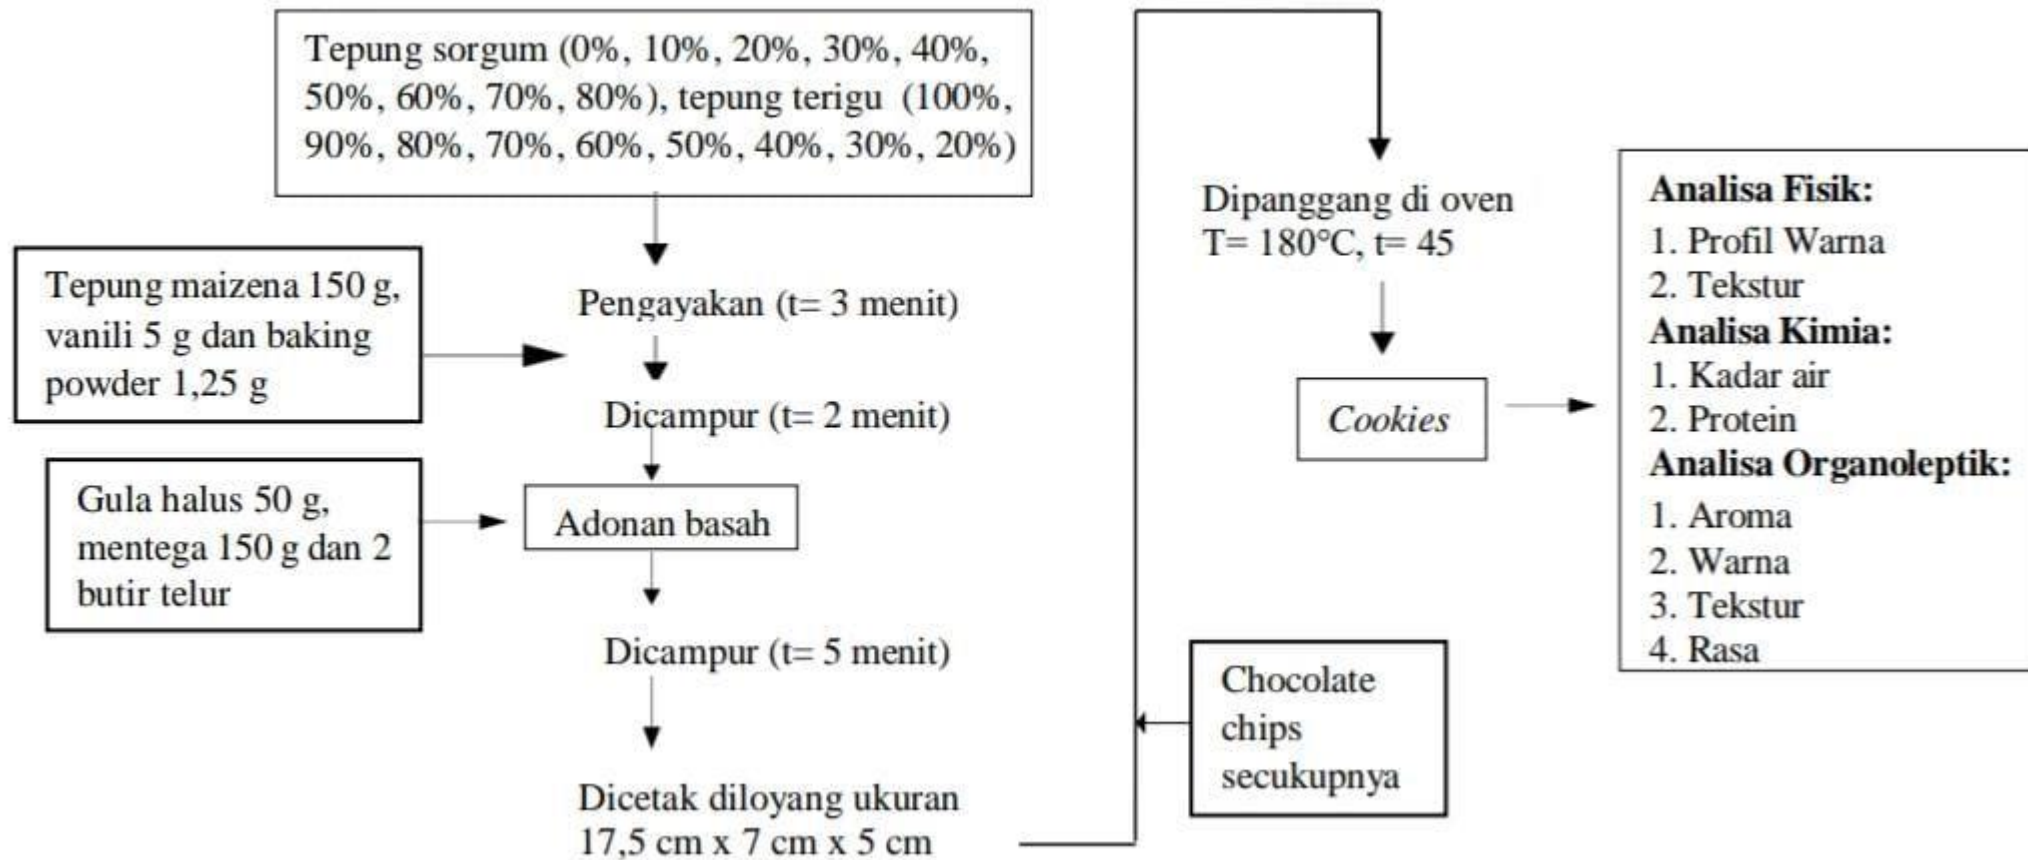 Tepung sorgum (0%, 10%, 20%, 30%, 40%,
50%, 60%, 70%, 80%), tepung terigu (100%,
90%, 80%, 70%, 60%, 50%, 40%, 30%, 20%)
Pengayakan (t= 3 menit)
Tepung maizena 150 g,
vanili 5 g dan baking
powder 1,25 g
Dicampur (t= 2 menit)
Gula halus 50 g,
mentega 150 g dan 2
butir telur
Adonan basah
Dicampur (t= 5 menit)
Dicetak diloyang ukuran
17,5 cm x 7 cm x 5 cm
Chocolate
chips
secukupnya
Dipanggang di oven
T= 180°C, t= 45
Cookies
Analisa Fisik:
1. Profil Warna
2. Tekstur
Analisa Kimia:
1. Kadar air
2. Protein
Analisa Organoleptik:
1. Aroma
2. Warna
3. Tekstur
4. Rasa